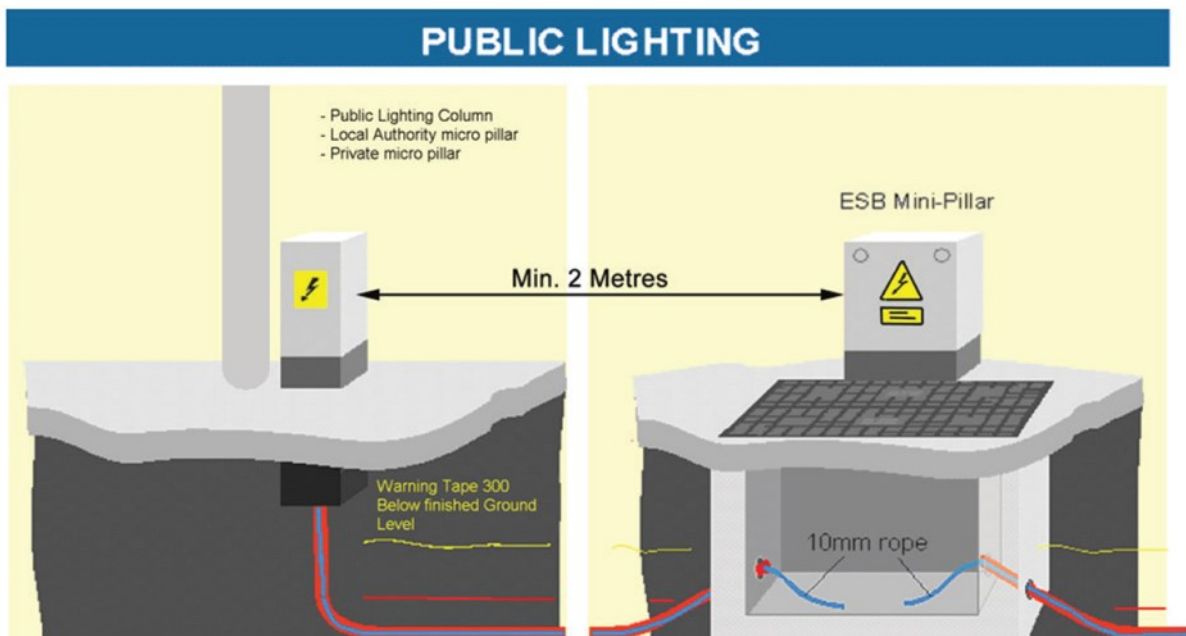 PUBLIC LIGHTING
- Public Lighting Column
- Local Authority micro pillar
- Private micro pillar
ESB Mini-Pillar
Min. 2 Metres
Warning Tape 300
Below finished Ground
Level
10mm rope